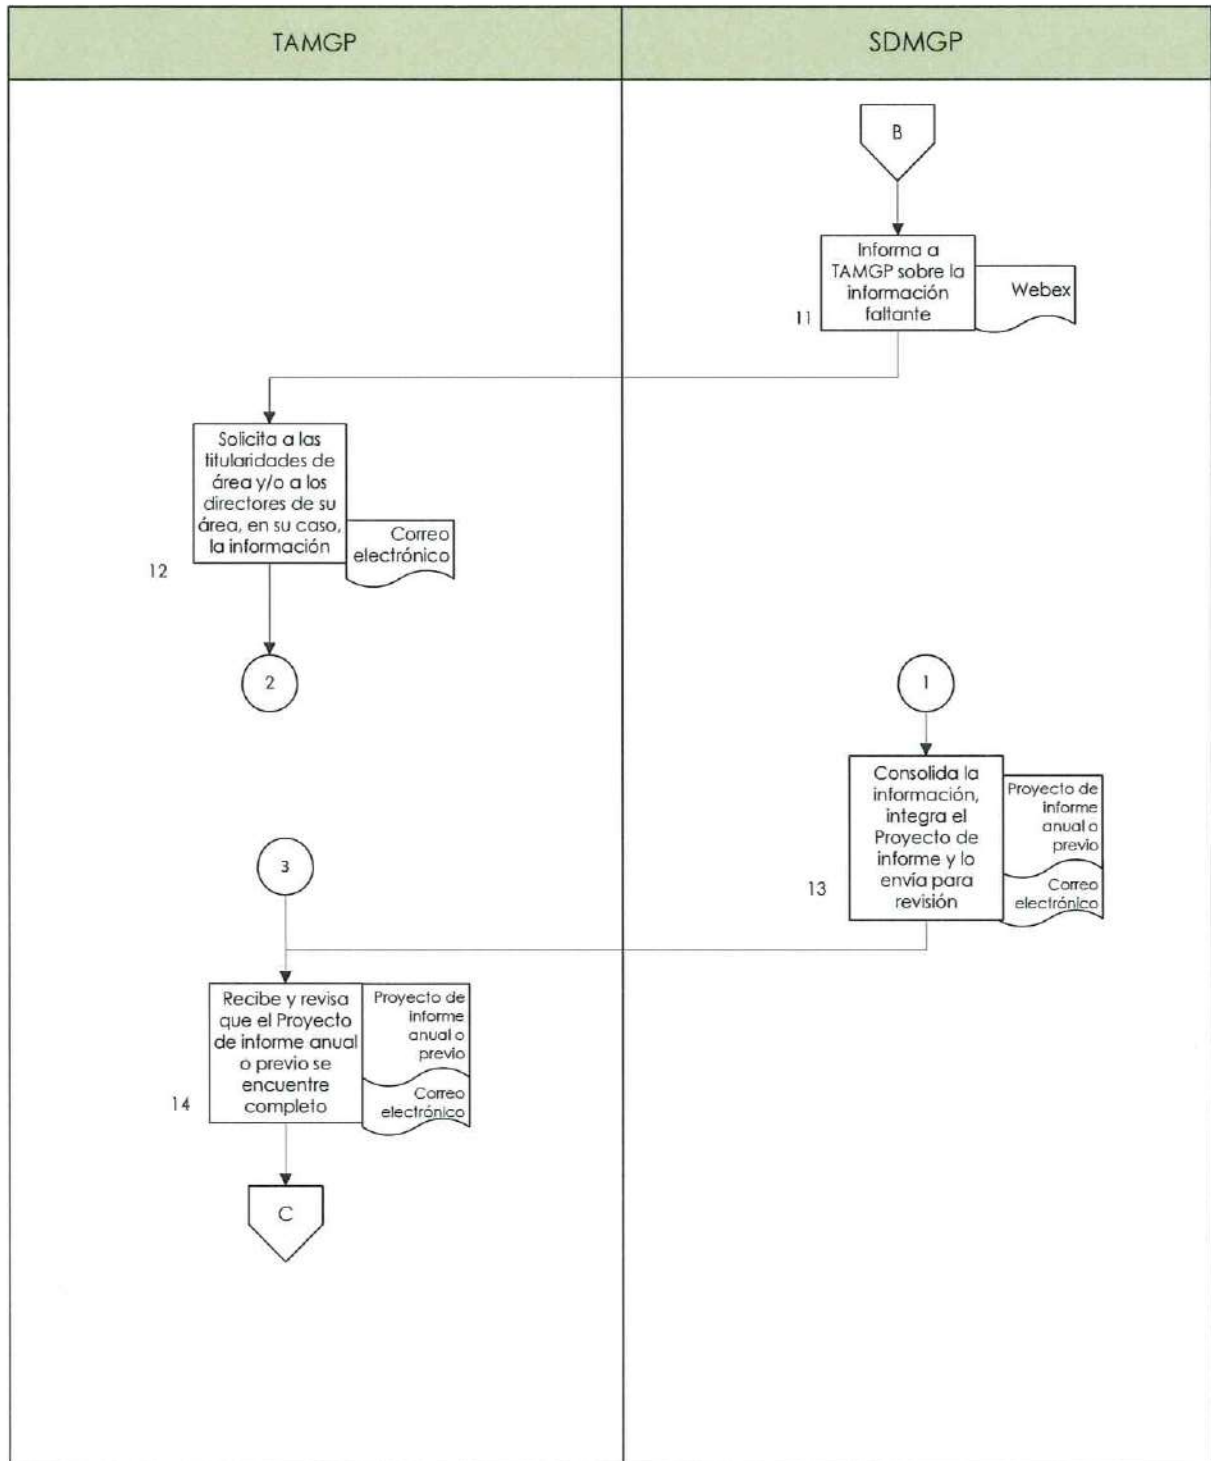 TAMGP
SDMGP
B
Informa a
TAMGP sobre la
información
faltante
Webex
11
Solicita a las
titularidades de
área y/o a los
directores de su
área, en su caso,
la información
Correo
electrónico
12
2
1
Consolida la
información,
integra el
Proyecto de
informe y lo
envía para
revisión
Proyecto de
informe
anual o
previo
Correo
electrónico
13
3
Recibe y revisa
que el Proyecto
de informe anual
o previo se
encuentre
completo
Proyecto de
informe
anual o
previo
Correo
electrónico
14
C